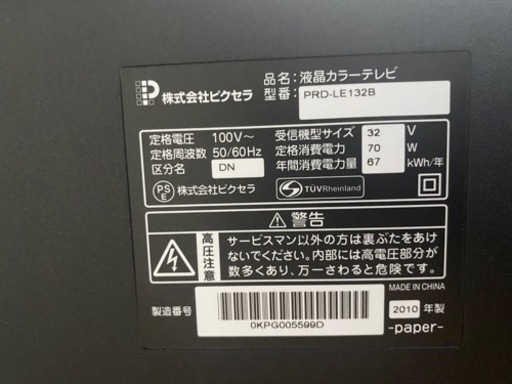 株式会社ピクセラ
品名：液晶カラーテレビ
型番： PRD-LE132B
定格電圧 100V～
定格周波数 50/60Hz
区分名 DN
受信機型サイズ 32 V
定格消費電力 70 W
年間消費電力量 67 kWh/年
PS E 株式会社ピクセラ
TÜVRheinland
警告
高圧注意
サービスマン以外の方は裏ぶたをあけ
ないでください。内部には高電圧部分が
数多くあり、万一さわると危険です。
MADE IN CHINA
製造番号
0KPG005599D
2010 年製
-paper-